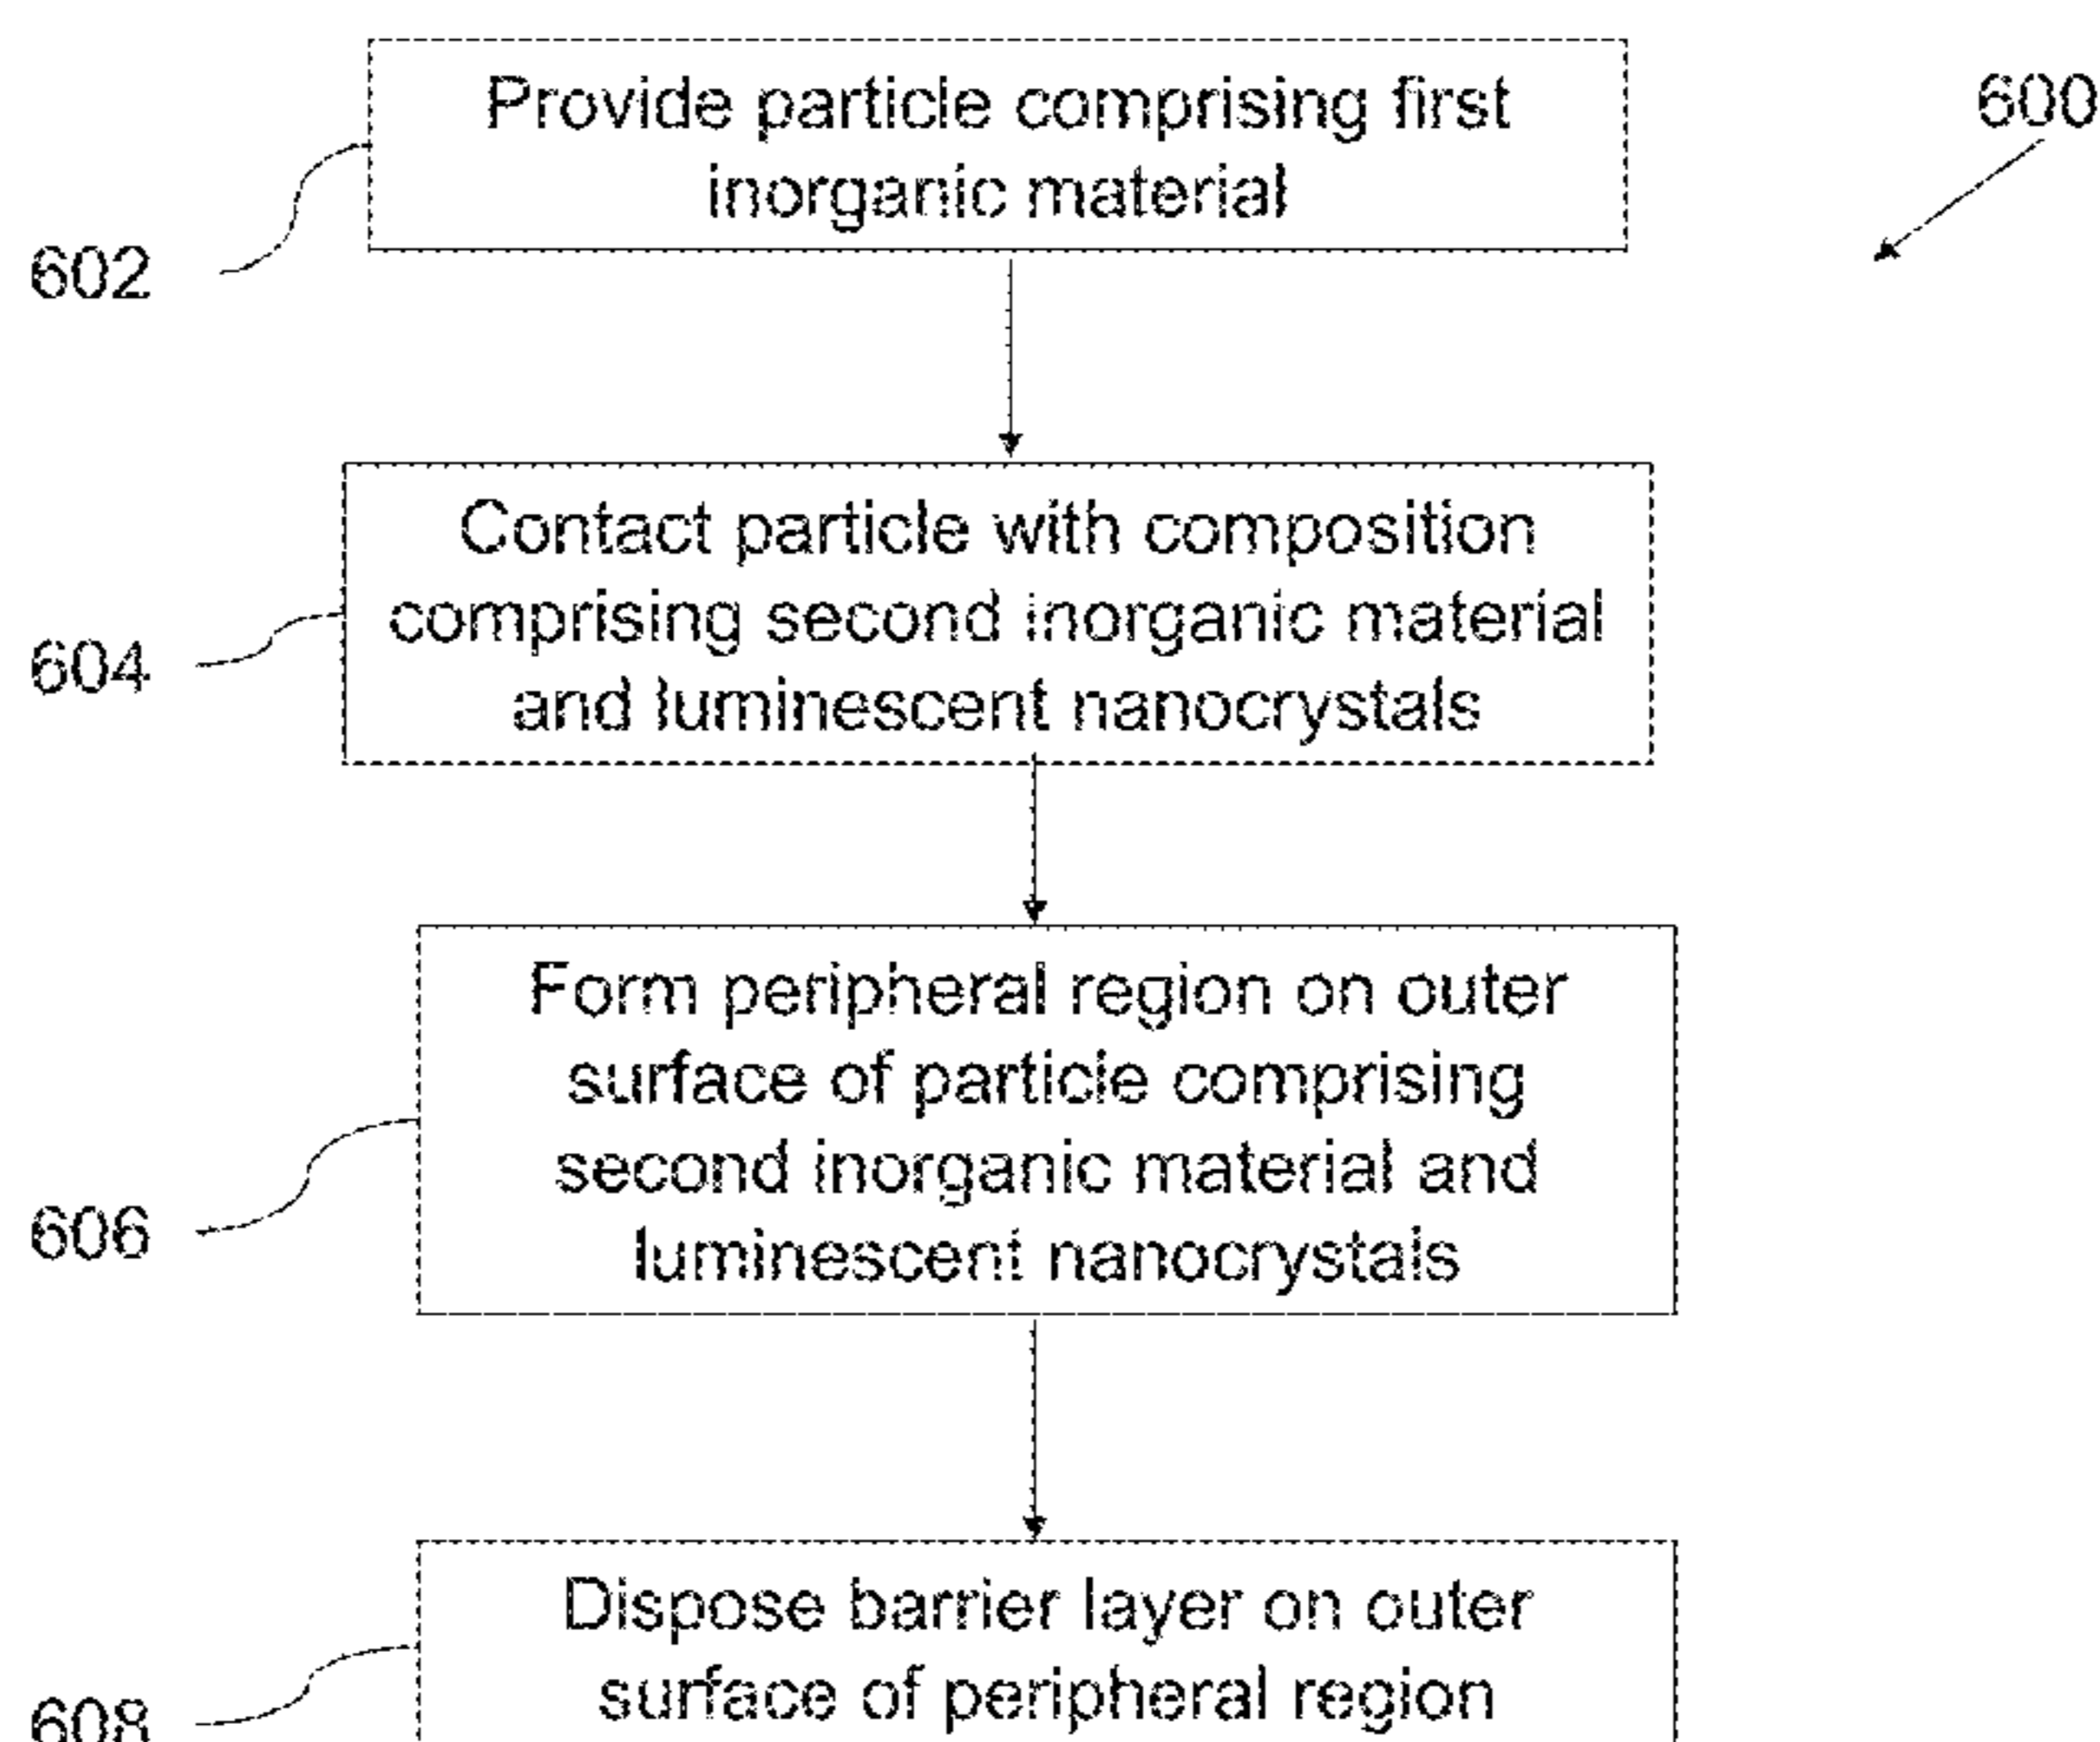 Provide particle comprising first
inorganic material
600
602
Contact particle with composition
comprising second inorganic material
and luminescent nanocrystals
604
Form peripheral region on outer
surface of particle comprising
second inorganic material and
luminescent nanocrystals
606
Dispose barrier layer on outer
surface of peripheral region
608